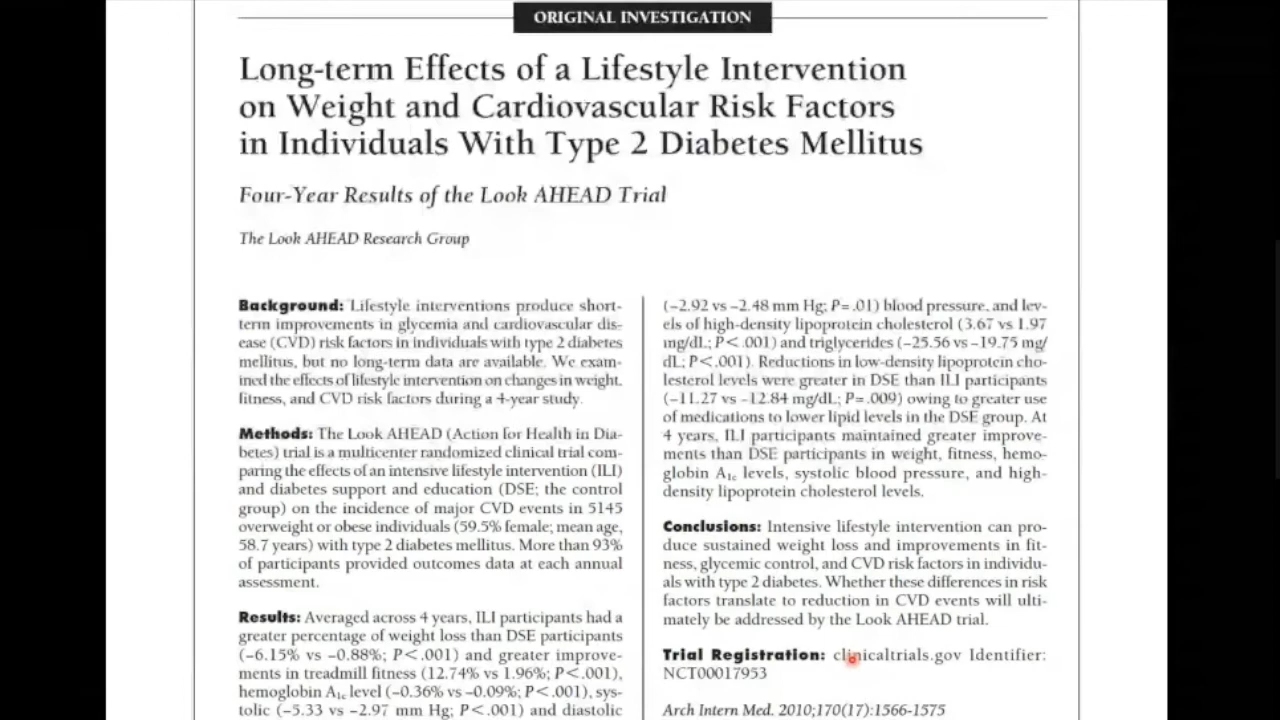 ORIGINAL INVESTIGATION
Long-term Effects of a Lifestyle Intervention
on Weight and Cardiovascular Risk Factors
in Individuals With Type 2 Diabetes Mellitus
Four-Year Results of the Look AHEAD Trial
The Look AHEAD Research Group
Background: Lifestyle interventions produce short-
term improvements in glycemia and cardiovascular dis-
ease (CVD) risk factors in individuals with type 2 diabetes
mellitus, but no long-term data are available. We exam-
ined the effects of lifestyle intervention on changes in weight,
fitness, and CVD risk factors during a 4-year study.
Methods: The Look AHEAD (Action for Health in Dia-
betes) trial is a multicenter randomized clinical trial com-
paring the effects of an intensive lifestyle intervention (ILI)
and diabetes support and education (DSE; the control
group) on the incidence of major CVD events in 5145
overweight or obese individuals (59.5% female; mean age,
58.7 years) with type 2 diabetes mellitus. More than 93%
of participants provided outcomes data at each annual
assessment.
Results: Averaged across 4 years, ILI participants had a
greater percentage of weight loss than DSE participants
(−6.15% vs −0.88%; P<.001) and greater improve-
ments in treadmill fitness (12.74% vs 1.96%; P<.001),
hemoglobin A1c level (−0.36% vs −0.09%; P<.001), sys-
tolic (−5.33 vs −2.97 mm Hg; P<.001) and diastolic
(−2.92 vs −2.48 mm Hg; P=.01) blood pressure, and lev-
els of high-density lipoprotein cholesterol (3.67 vs 1.97
mg/dL; P<.001) and triglycerides (−25.56 vs −19.75 mg/
dL; P<.001). Reductions in low-density lipoprotein cho-
lesterol levels were greater in DSE than ILI participants
(−11.27 vs −12.84 mg/dL; P=.009) owing to greater use
of medications to lower lipid levels in the DSE group. At
4 years, ILI participants maintained greater improve-
ments than DSE participants in weight, fitness, hemo-
globin A1c levels, systolic blood pressure, and high-
density lipoprotein cholesterol levels.
Conclusions: Intensive lifestyle intervention can pro-
duce sustained weight loss and improvements in fit-
ness, glycemic control, and CVD risk factors in individu-
als with type 2 diabetes. Whether these differences in risk
factors translate to reduction in CVD events will ulti-
mately be addressed by the Look AHEAD trial.
Trial Registration: clinicaltrials.gov Identifier:
NCT00017953
Arch Intern Med. 2010;170(17):1566-1575